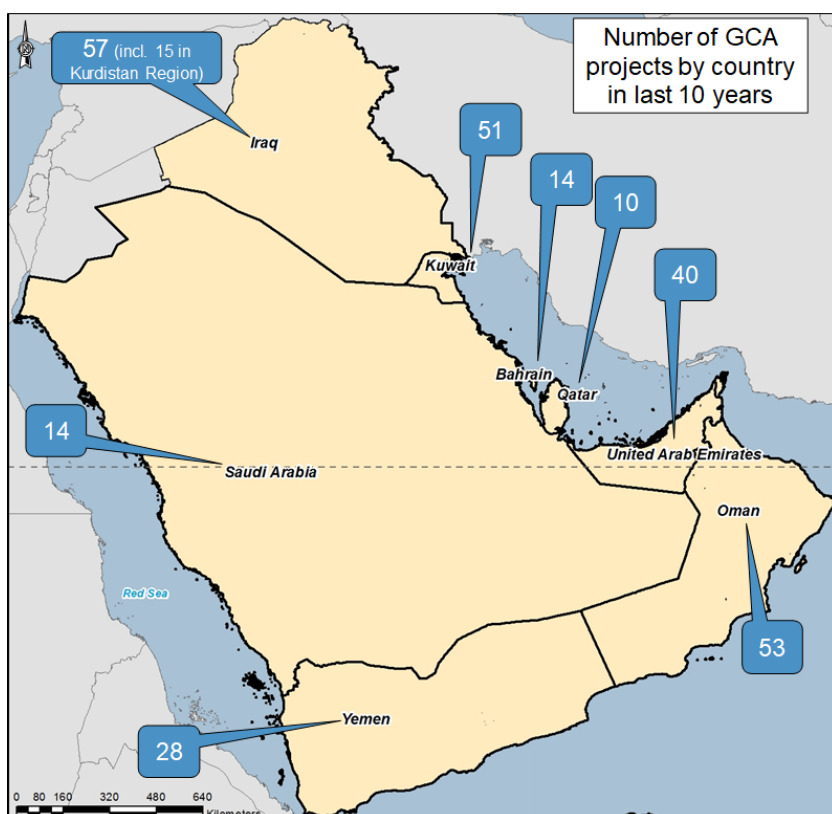 57 (incl. 15 in
Kurdistan Region)
Number of GCA
projects by country
in last 10 years
N
Iraq
51
14
10
Kuwait
40
Bahrain
Qatar
14
United Arab Emirates
Saudi Arabia
Oman
Red Sea
53
Yemen
28
0 80 160 320 480 640
Kilometers